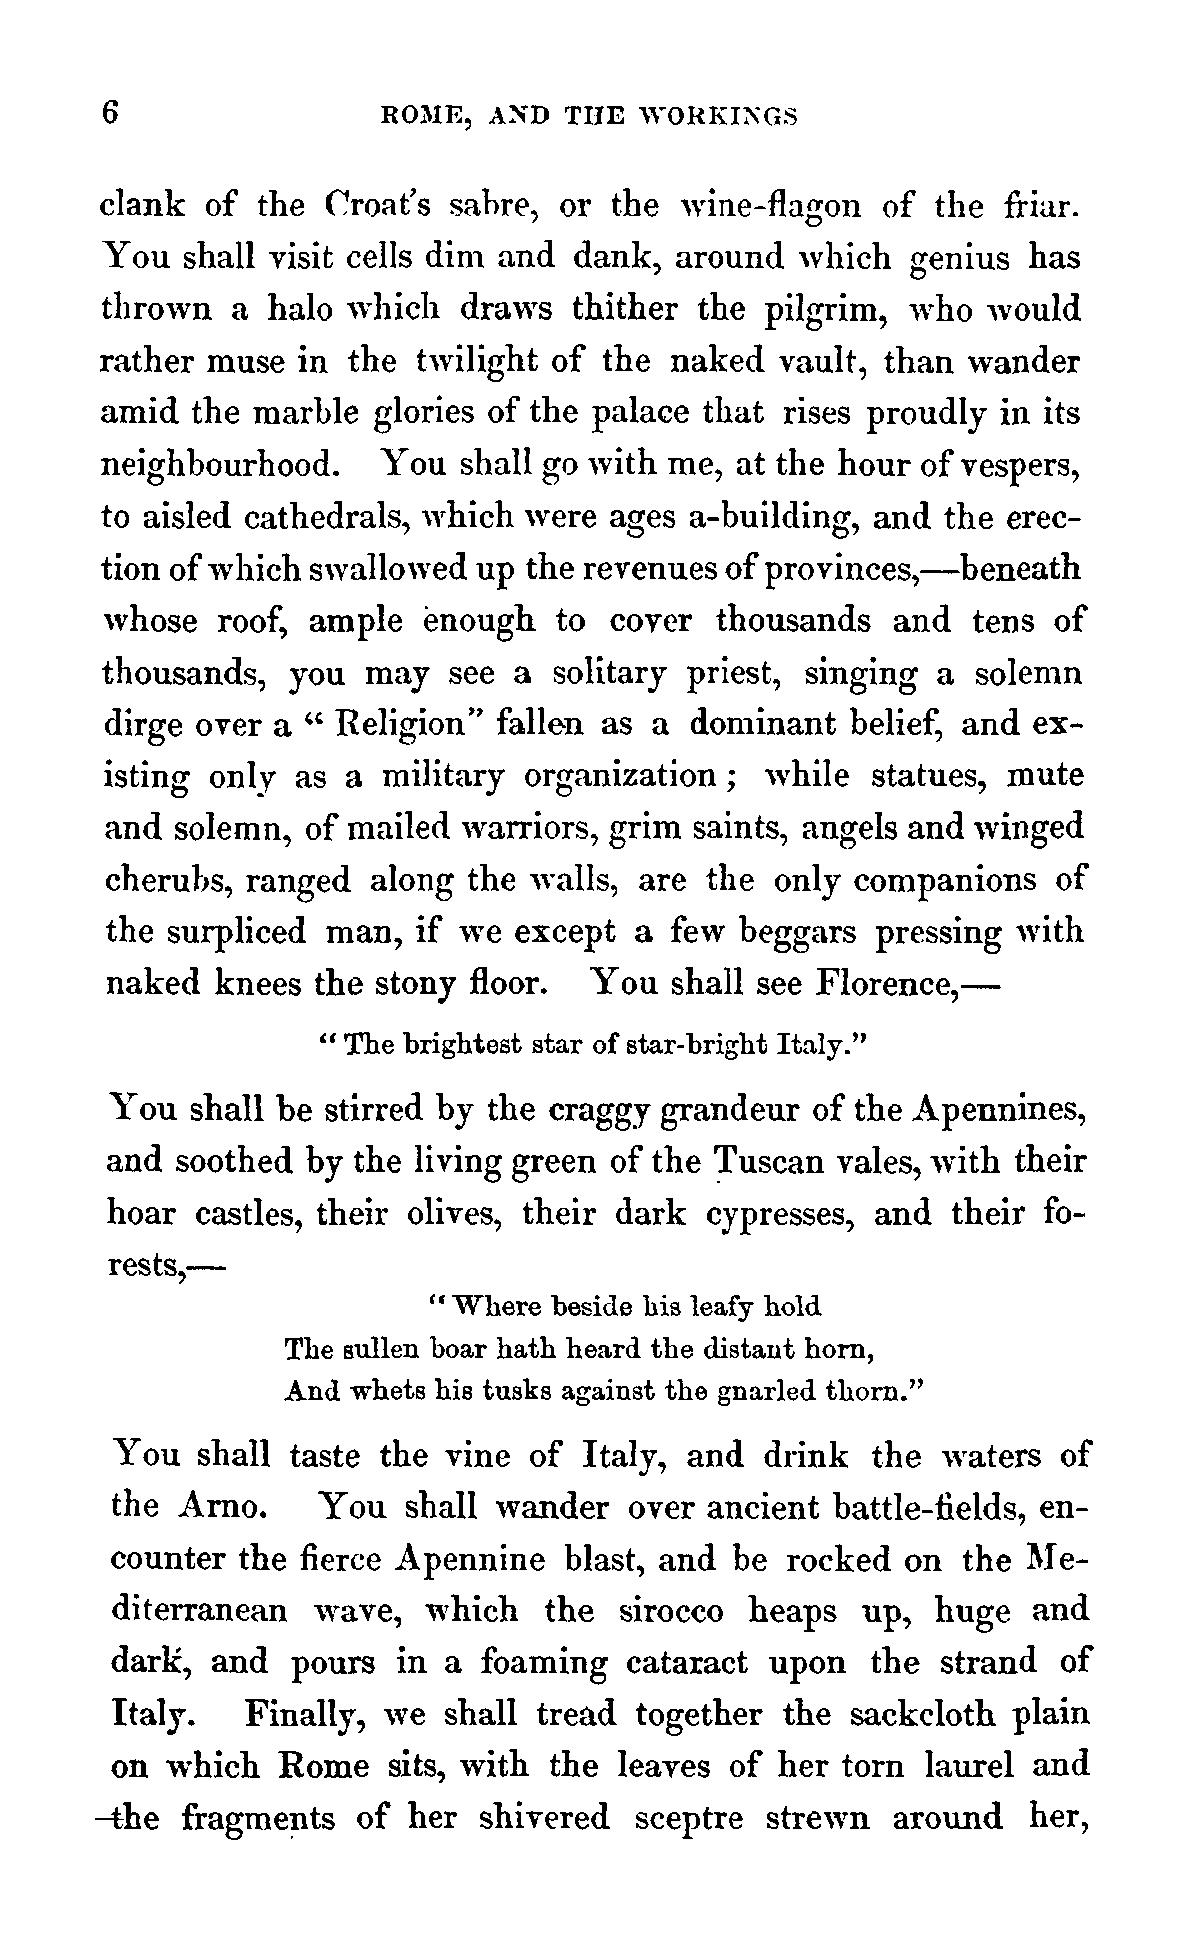 6 ROME, AND THE WORKINGS
clank of the Croat's sabre, or the wine-flagon of the friar.
You shall visit cells dim and dank, around which genius has
thrown a halo which draws thither the pilgrim, who would
rather muse in the twilight of the naked vault, than wander
amid the marble glories of the palace that rises proudly in its
neighbourhood. You shall go with me, at the hour of vespers,
to aisled cathedrals, which were ages a-building, and the erec-
tion of which swallowed up the revenues of provinces,—beneath
whose roof, ample enough to cover thousands and tens of
thousands, you may see a solitary priest, singing a solemn
dirge over a "Religion" fallen as a dominant belief, and ex-
isting only as a military organization; while statues, mute
and solemn, of mailed warriors, grim saints, angels and winged
cherubs, ranged along the walls, are the only companions of
the surpliced man, if we except a few beggars pressing with
naked knees the stony floor. You shall see Florence,—
"The brightest star of star-bright Italy."
You shall be stirred by the craggy grandeur of the Apennines,
and soothed by the living green of the Tuscan vales, with their
hoar castles, their olives, their dark cypresses, and their fo-
rests,—
"Where beside his leafy hold
The sullen boar hath heard the distant horn,
And whets his tusks against the gnarled thorn."
You shall taste the vine of Italy, and drink the waters of
the Arno. You shall wander over ancient battle-fields, en-
counter the fierce Apennine blast, and be rocked on the Me-
diterranean wave, which the sirocco heaps up, huge and
dark, and pours in a foaming cataract upon the strand of
Italy. Finally, we shall tread together the sackcloth plain
on which Rome sits, with the leaves of her torn laurel and
the fragments of her shivered sceptre strewn around her,